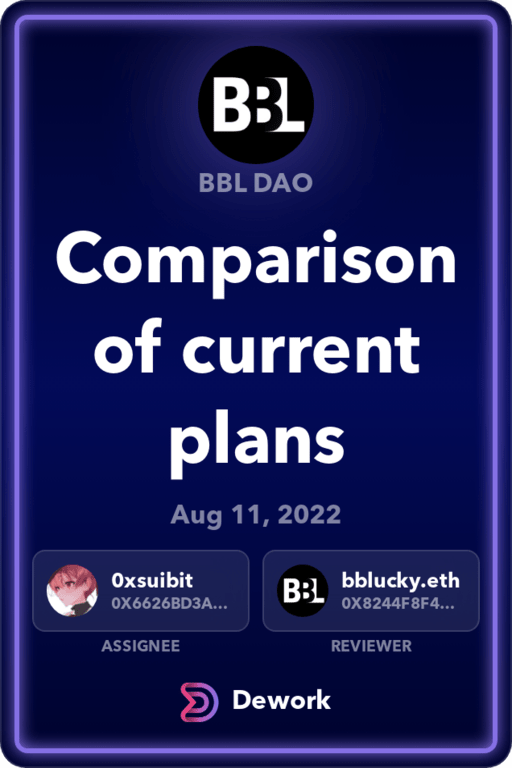 BBL
BBL DAO
Comparison
of current
plans
Aug 11, 2022
0xsuibit
0X6626BD3A...
ASSIGNEE
BBL
bblucky.eth
0X8244F8F4...
REVIEWER
Dework